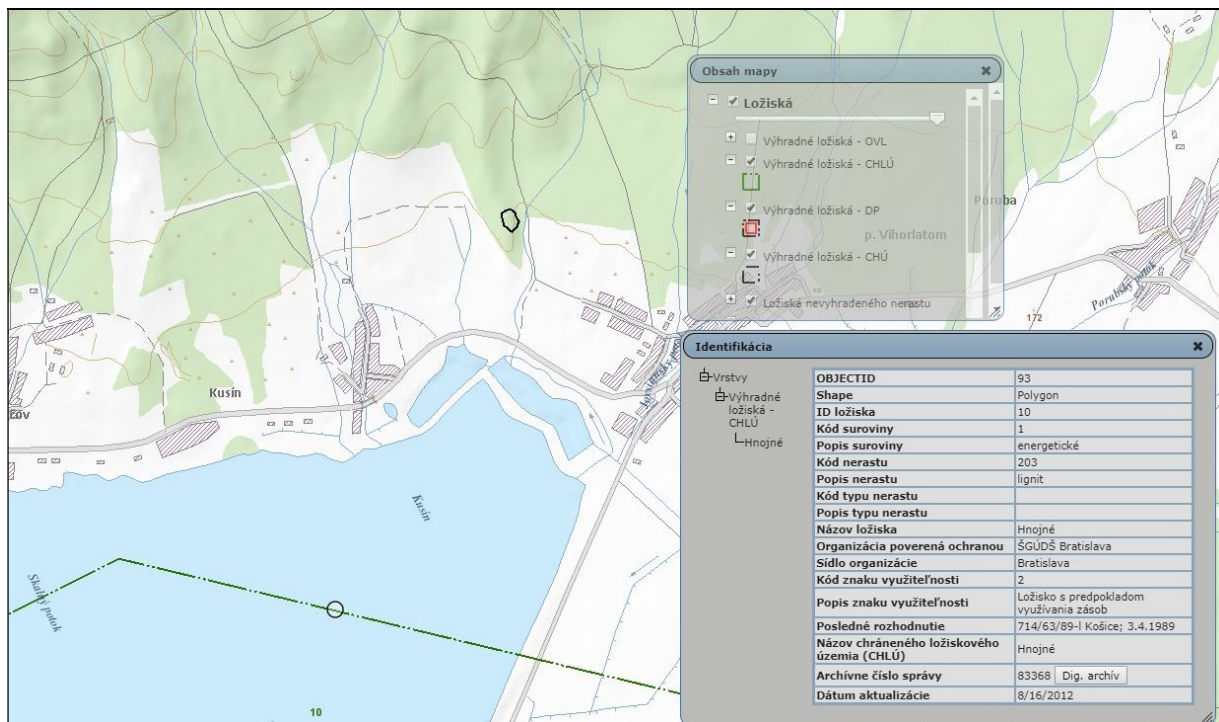 Obsah mapy
Ložiská
Výhradné ložiská - OVL
Výhradné ložiská - CHLÚ
Výhradné ložiská - DP
Výhradné ložiská - CHÚ
Ložiská nevyhradeného nerastu
Poruba
p. Vihorlatom
Porubský potok
172
Kusín
čov
Kusín
Skalný potok
10
Identifikácia
Vrstvy
Výhradné
ložiská -
CHLÚ
Hnojné
OBJECTID 93
Shape Polygon
ID ložiska 10
Kód suroviny 1
Popis suroviny energetické
Kód nerastu 203
Popis nerastu lignit
Kód typu nerastu
Popis typu nerastu
Názov ložiska Hnojné
Organizácia poverená ochranou ŠGÚDŠ Bratislava
Sídlo organizácie Bratislava
Kód znaku využiteľnosti 2
Popis znaku využiteľnosti Ložisko s predpokladom
využívania zásob
Posledné rozhodnutie 714/63/89-l Košice; 3.4.1989
Názov chráneného ložiskového
územia (CHLÚ) Hnojné
Archívne číslo správy 83368 Dig. archív
Dátum aktualizácie 8/16/2012